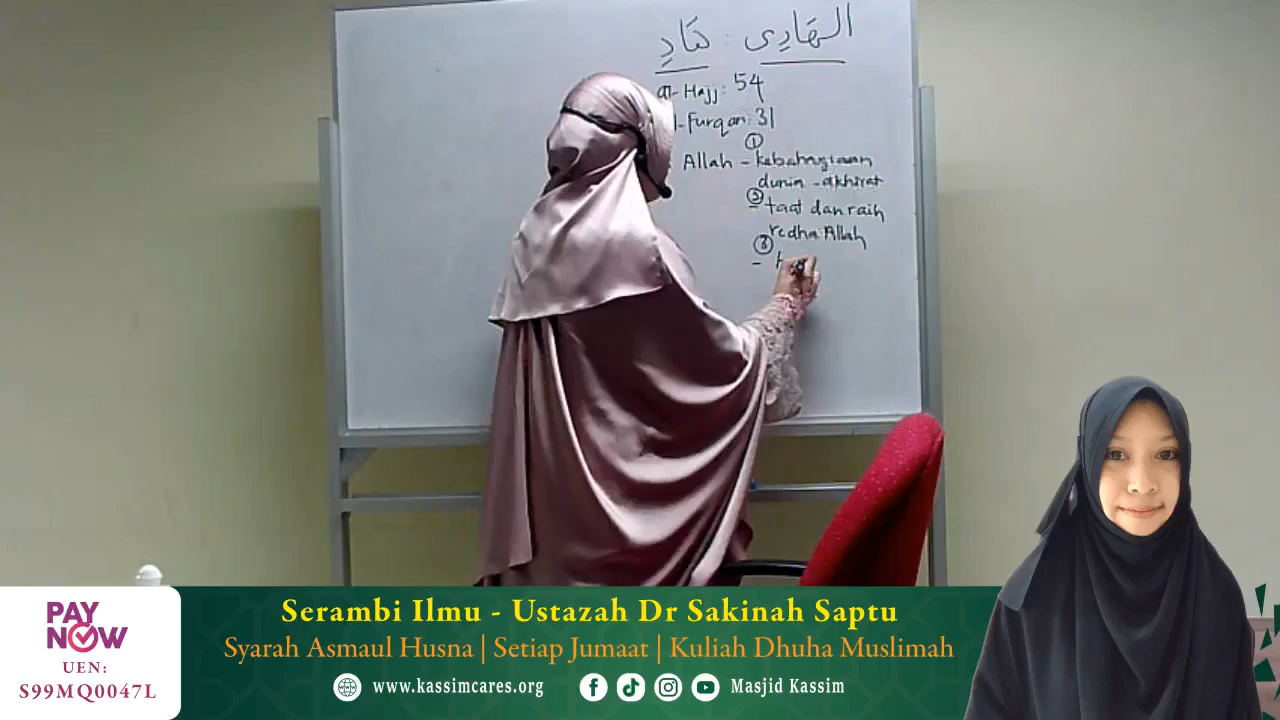 الهَادِى : هَادِ
al-Hajj: 54
l-Furqan: 31
①
Allah - kebahagiaan
dunia - akhirat
②
- taat dan raih
redha Allah
③
-
PAY
NOW
UEN:
S99MQ0047L
Serambi Ilmu - Ustazah Dr Sakinah Saptu
Syarah Asmaul Husna | Setiap Jumaat | Kuliah Dhuha Muslimah
www.kassimcares.org Masjid Kassim